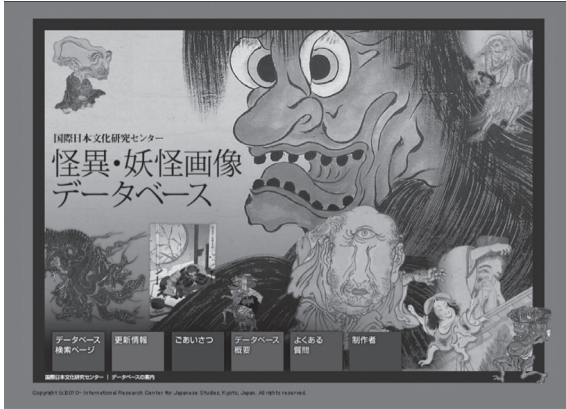 国際日本文化研究センター
怪異・妖怪画像
データベース
データベース
検索ページ
更新情報
ごあいさつ
データベース
概要
よくある
質問
制作者
国際日本文化研究センター | データベースの案内
Copyright (c) 2010- International Research Center for Japanese Studies, Kyoto, Japan. All rights reserved.